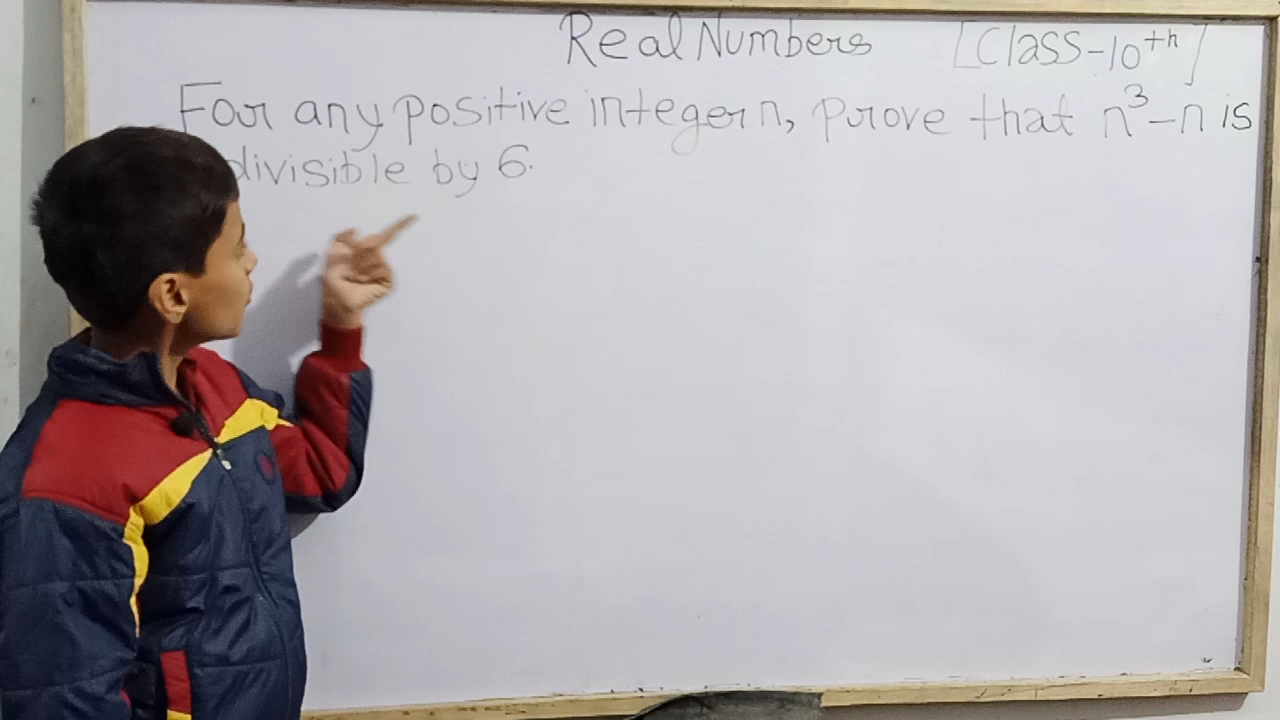 Real Numbers [Class-10th]
For any positive integer n, prove that n³-n is
divisible by 6.